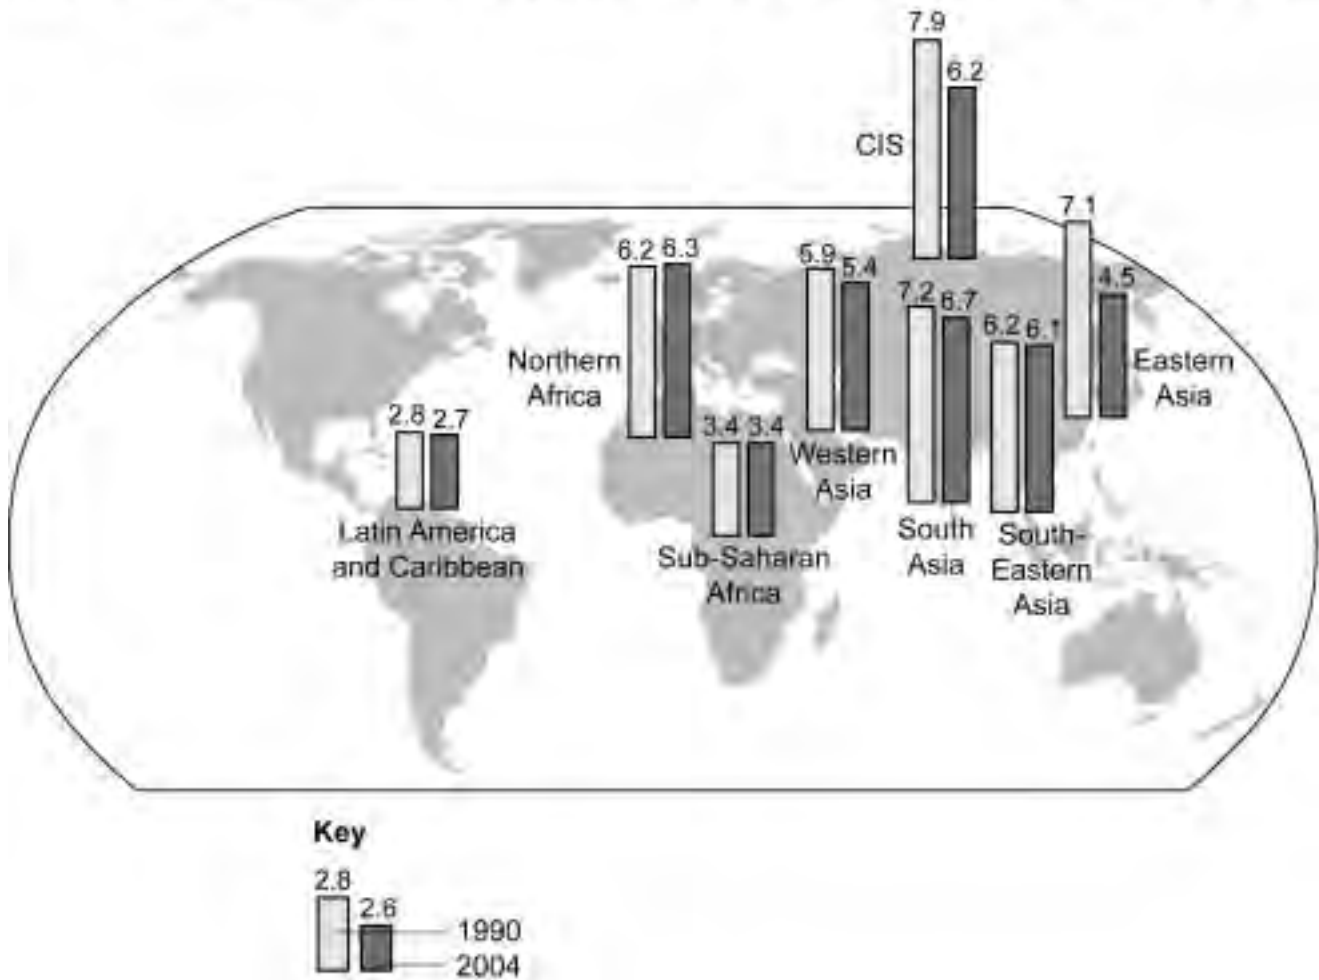 7.9
6.2
CIS
7.1
4.5
Eastern
Asia
6.2
6.3
Northern
Africa
5.9
5.4
Western
Asia
7.2
6.7
South
Asia
6.2
6.1
South-
Eastern
Asia
2.8
2.7
Latin America
and Caribbean
3.4
3.4
Sub-Saharan
Africa
Key
2.8
2.6
1990
2004